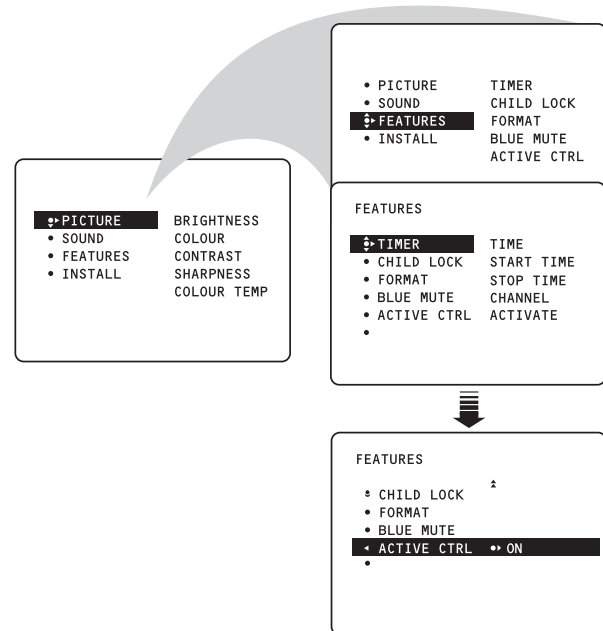 • PICTURE TIMER
• SOUND CHILD LOCK
FEATURES FORMAT
• INSTALL BLUE MUTE
ACTIVE CTRL
PICTURE BRIGHTNESS
• SOUND COLOUR
• FEATURES CONTRAST
• INSTALL SHARPNESS
COLOUR TEMP
FEATURES
TIMER TIME
• CHILD LOCK START TIME
• FORMAT STOP TIME
• BLUE MUTE CHANNEL
• ACTIVE CTRL ACTIVATE
•
FEATURES
CHILD LOCK
• FORMAT
• BLUE MUTE
ACTIVE CTRL ON
•